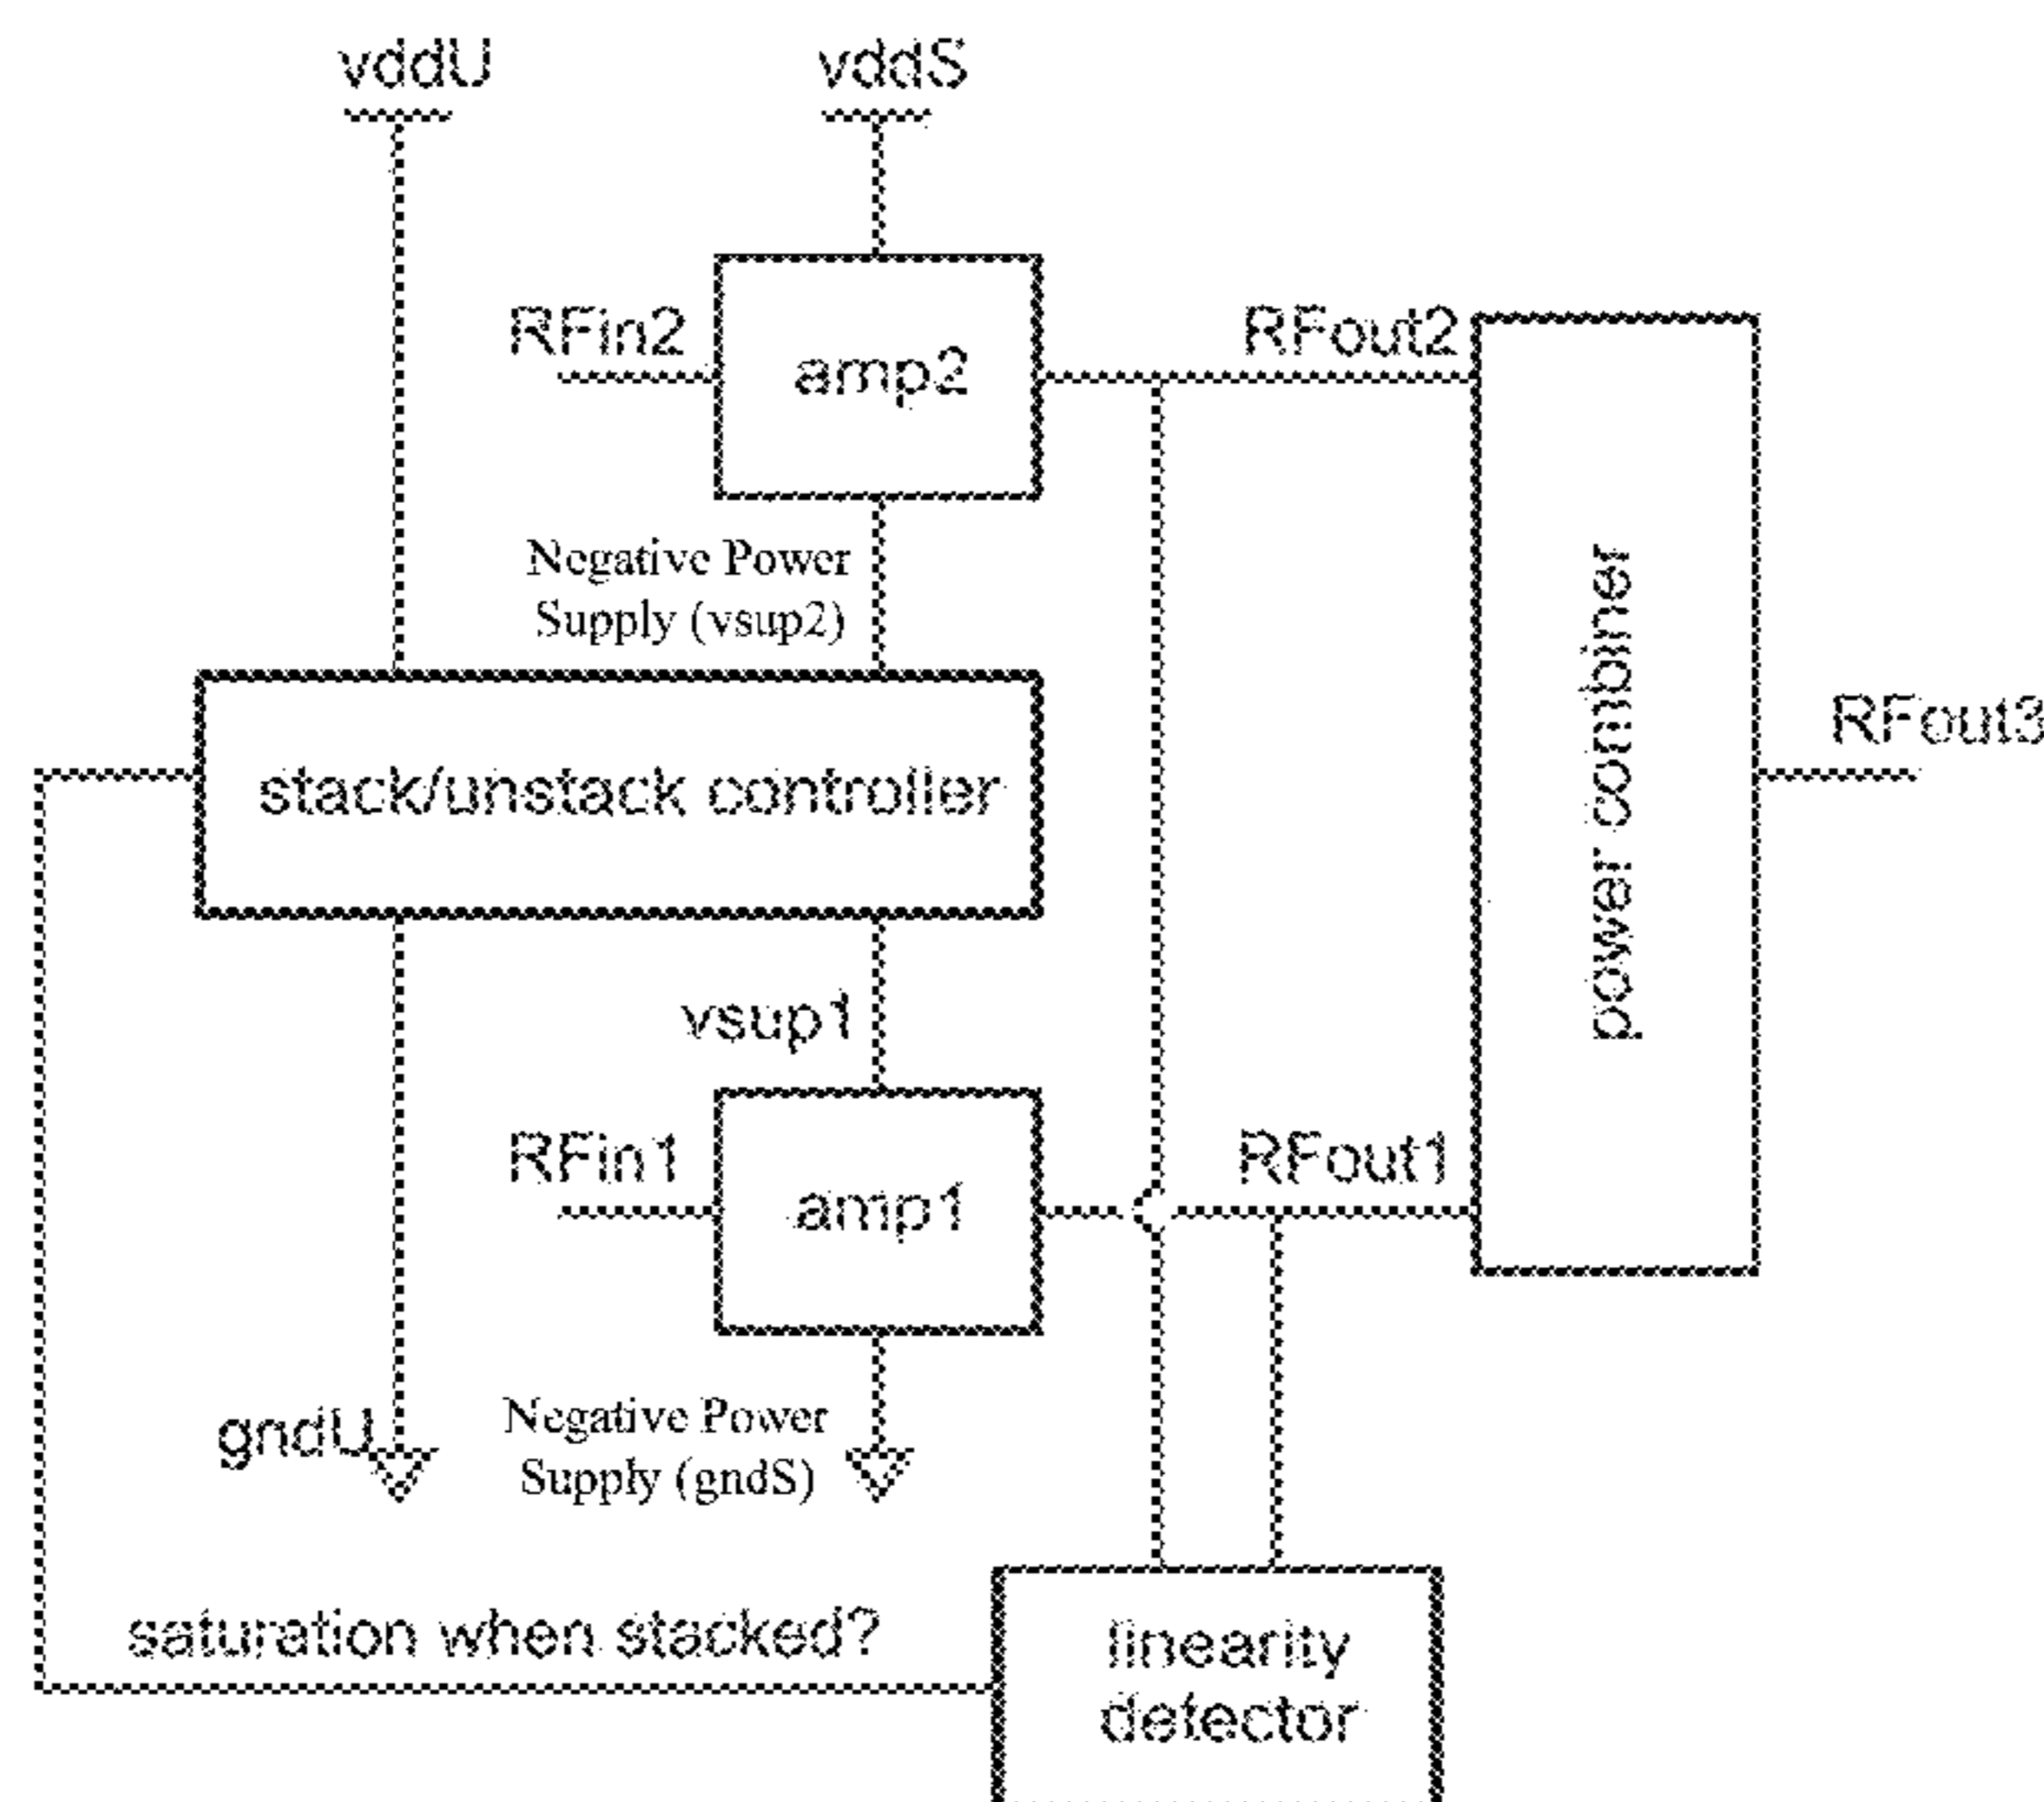 vddU
vddS
RFin2
amp2
RFout2
Negative Power
Supply (vsup2)
power combiner
RFout3
stack/unstack controller
vsup1
RFin1
amp1
RFout1
gndU
Negative Power
Supply (gndS)
saturation when stacked?
linearity
detector